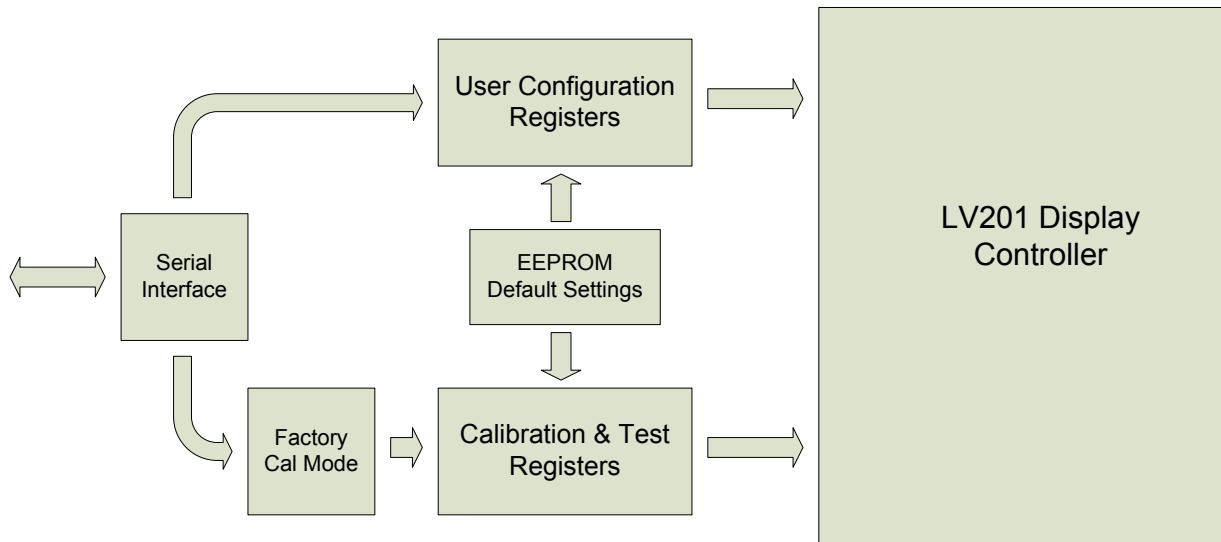 User Configuration
Registers
LV201 Display
Controller
Serial
Interface
EEPROM
Default Settings
Factory
Cal Mode
Calibration & Test
Registers